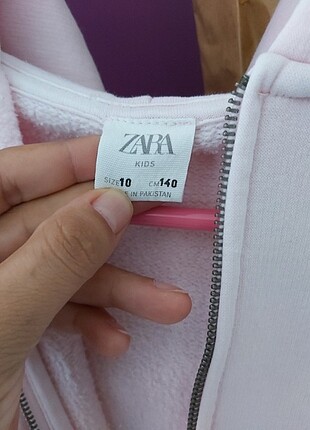 ZARA
KIDS
SIZE 10 CM 140
IN PAKISTAN